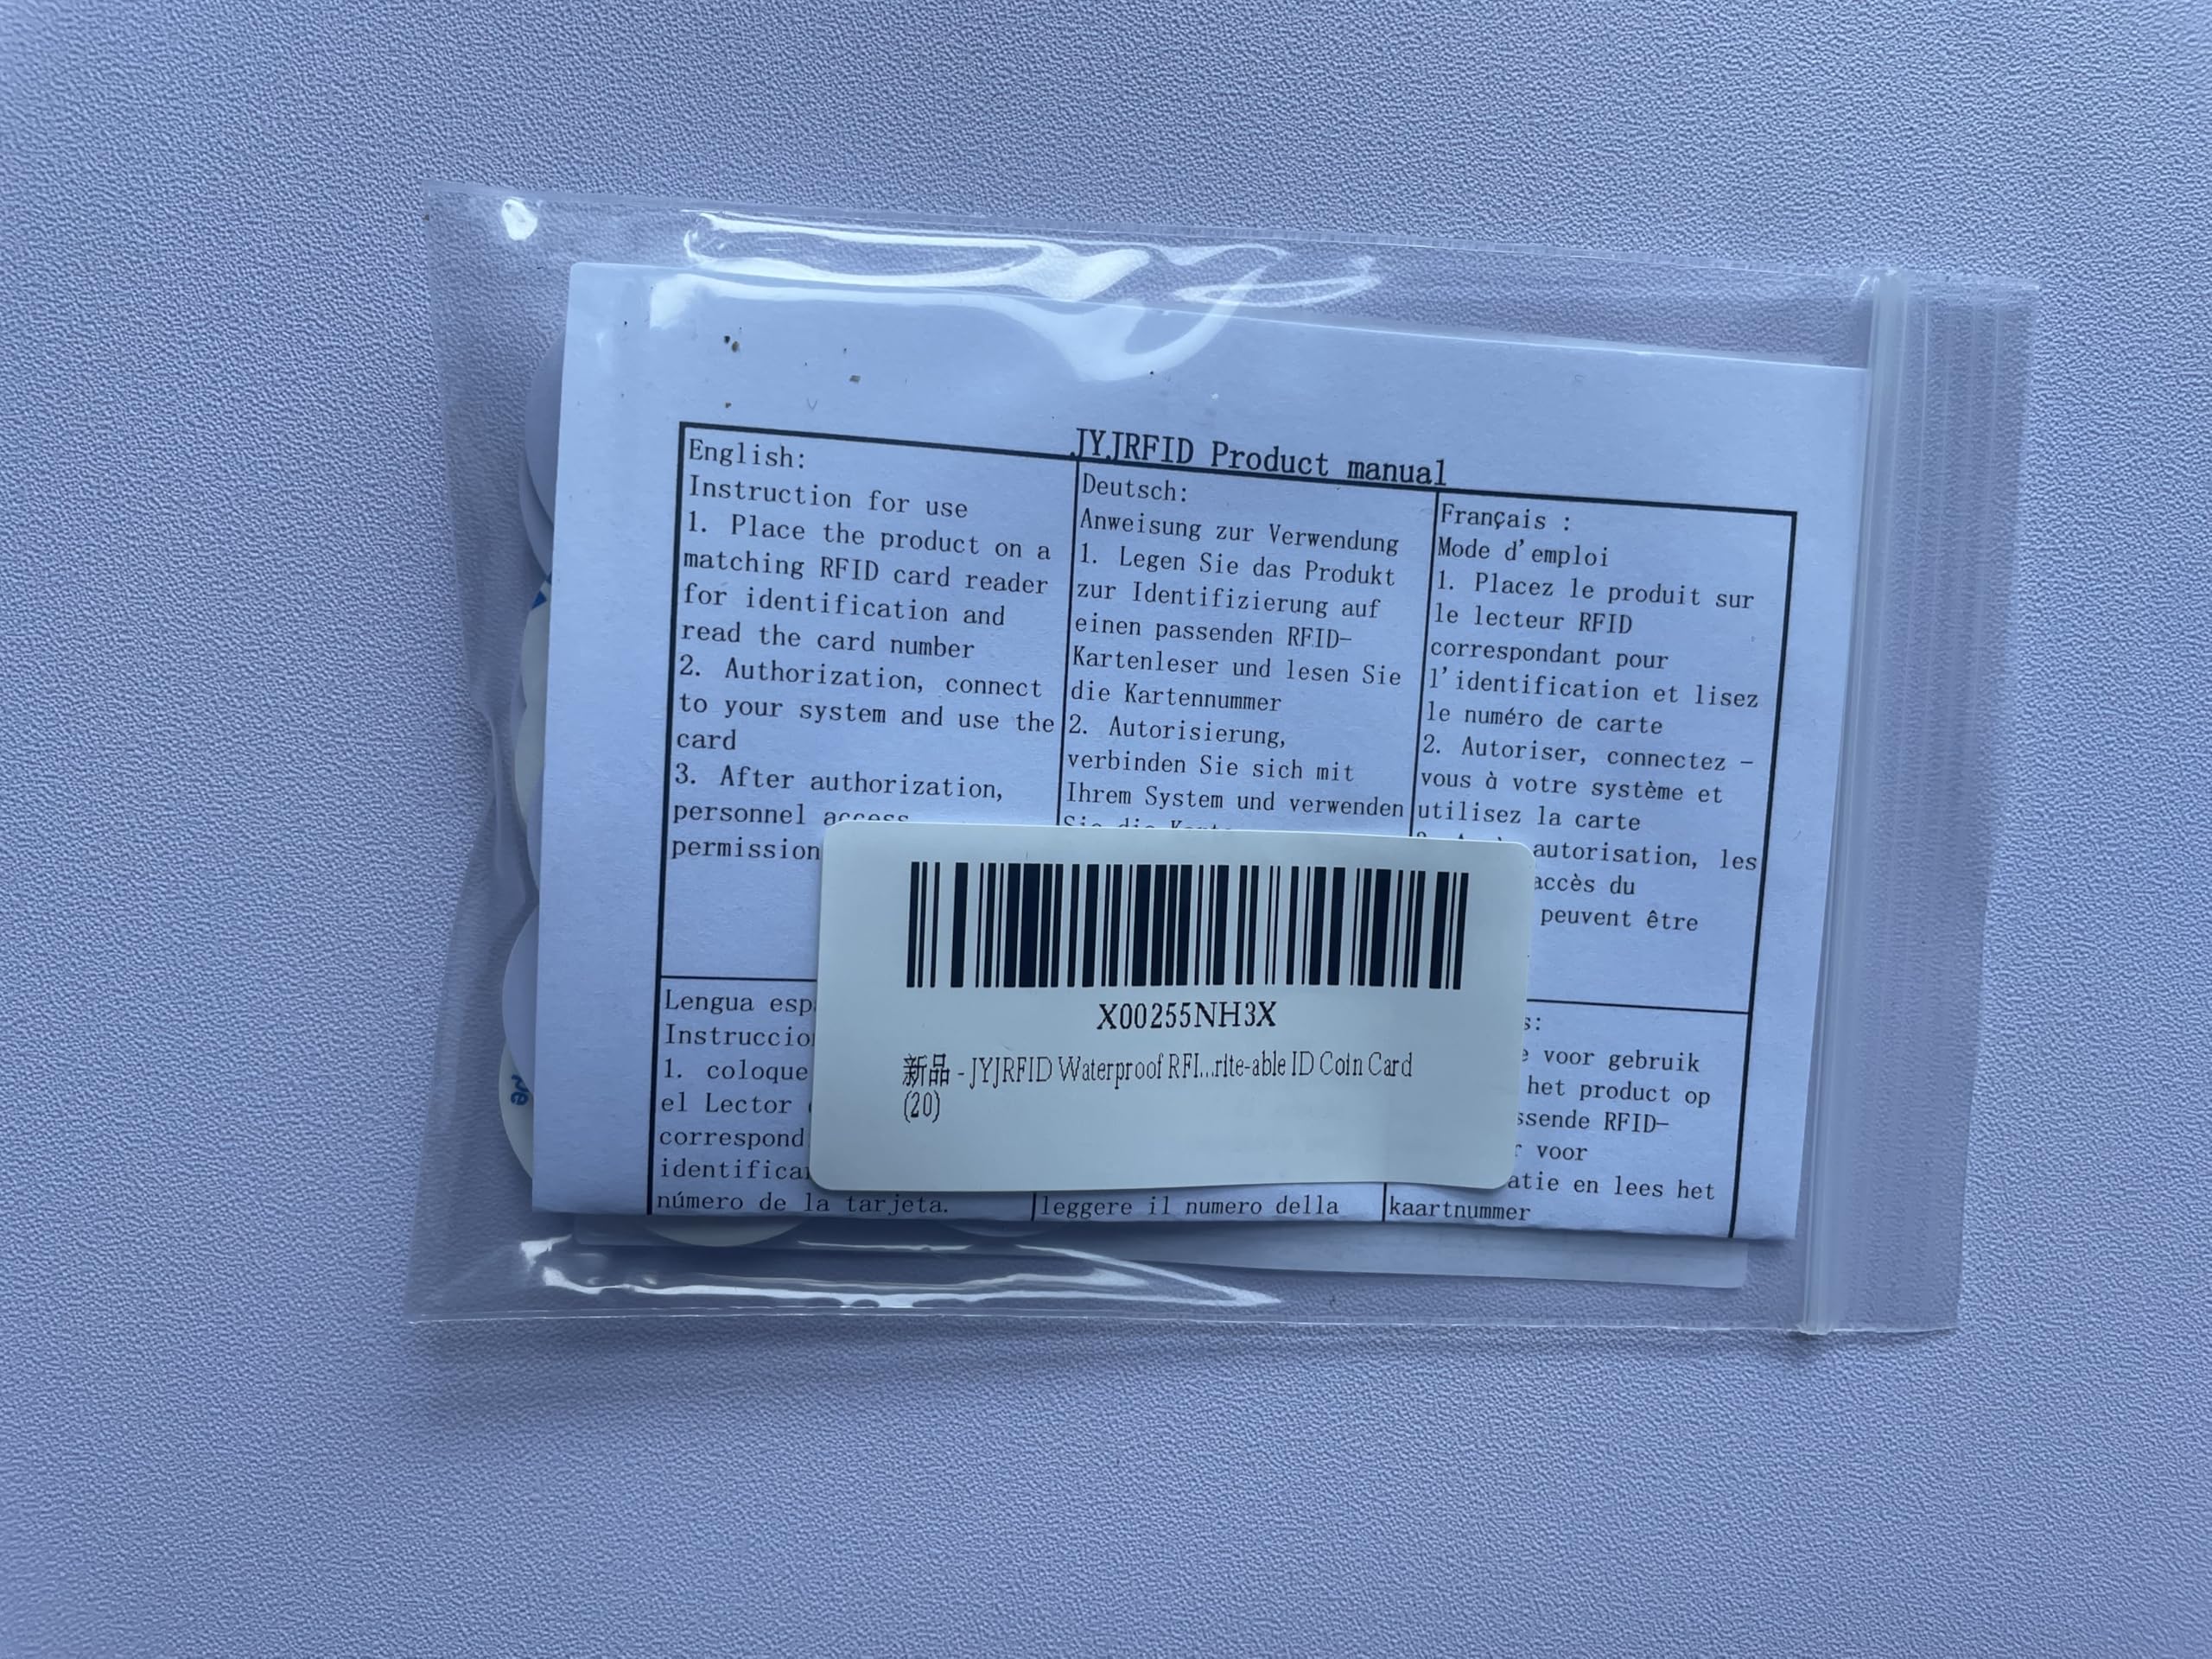 JYJRFID Product manual
English:
Instruction for use
1. Place the product on a
matching RFID card reader
for identification and
read the card number
2. Authorization, connect
to your system and use the
card
3. After authorization,
personnel access
permission
Deutsch:
Anweisung zur Verwendung
1. Legen Sie das Produkt
zur Identifizierung auf
einen passenden RFID-
Kartenleser und lesen Sie
die Kartennummer
2. Autorisierung,
verbinden Sie sich mit
Ihrem System und verwenden
Sie die
Français :
Mode d'emploi
1. Placez le produit sur
le lecteur RFID
correspondant pour
l'identification et lisez
le numéro de carte
2. Autoriser, connectez -
vous à votre système et
utilisez la carte
autorisation, les
accès du
peuvent être
Lengua
1. coloque
el Lector
número de la tarjeta.
leggere il numero della
voor gebruik
het product op
RFID-
voor
en lees het
kaartnummer
X00255NH3X
新品 - JYJRFID Waterproof RFI...rite-able ID Coin Card
(20)